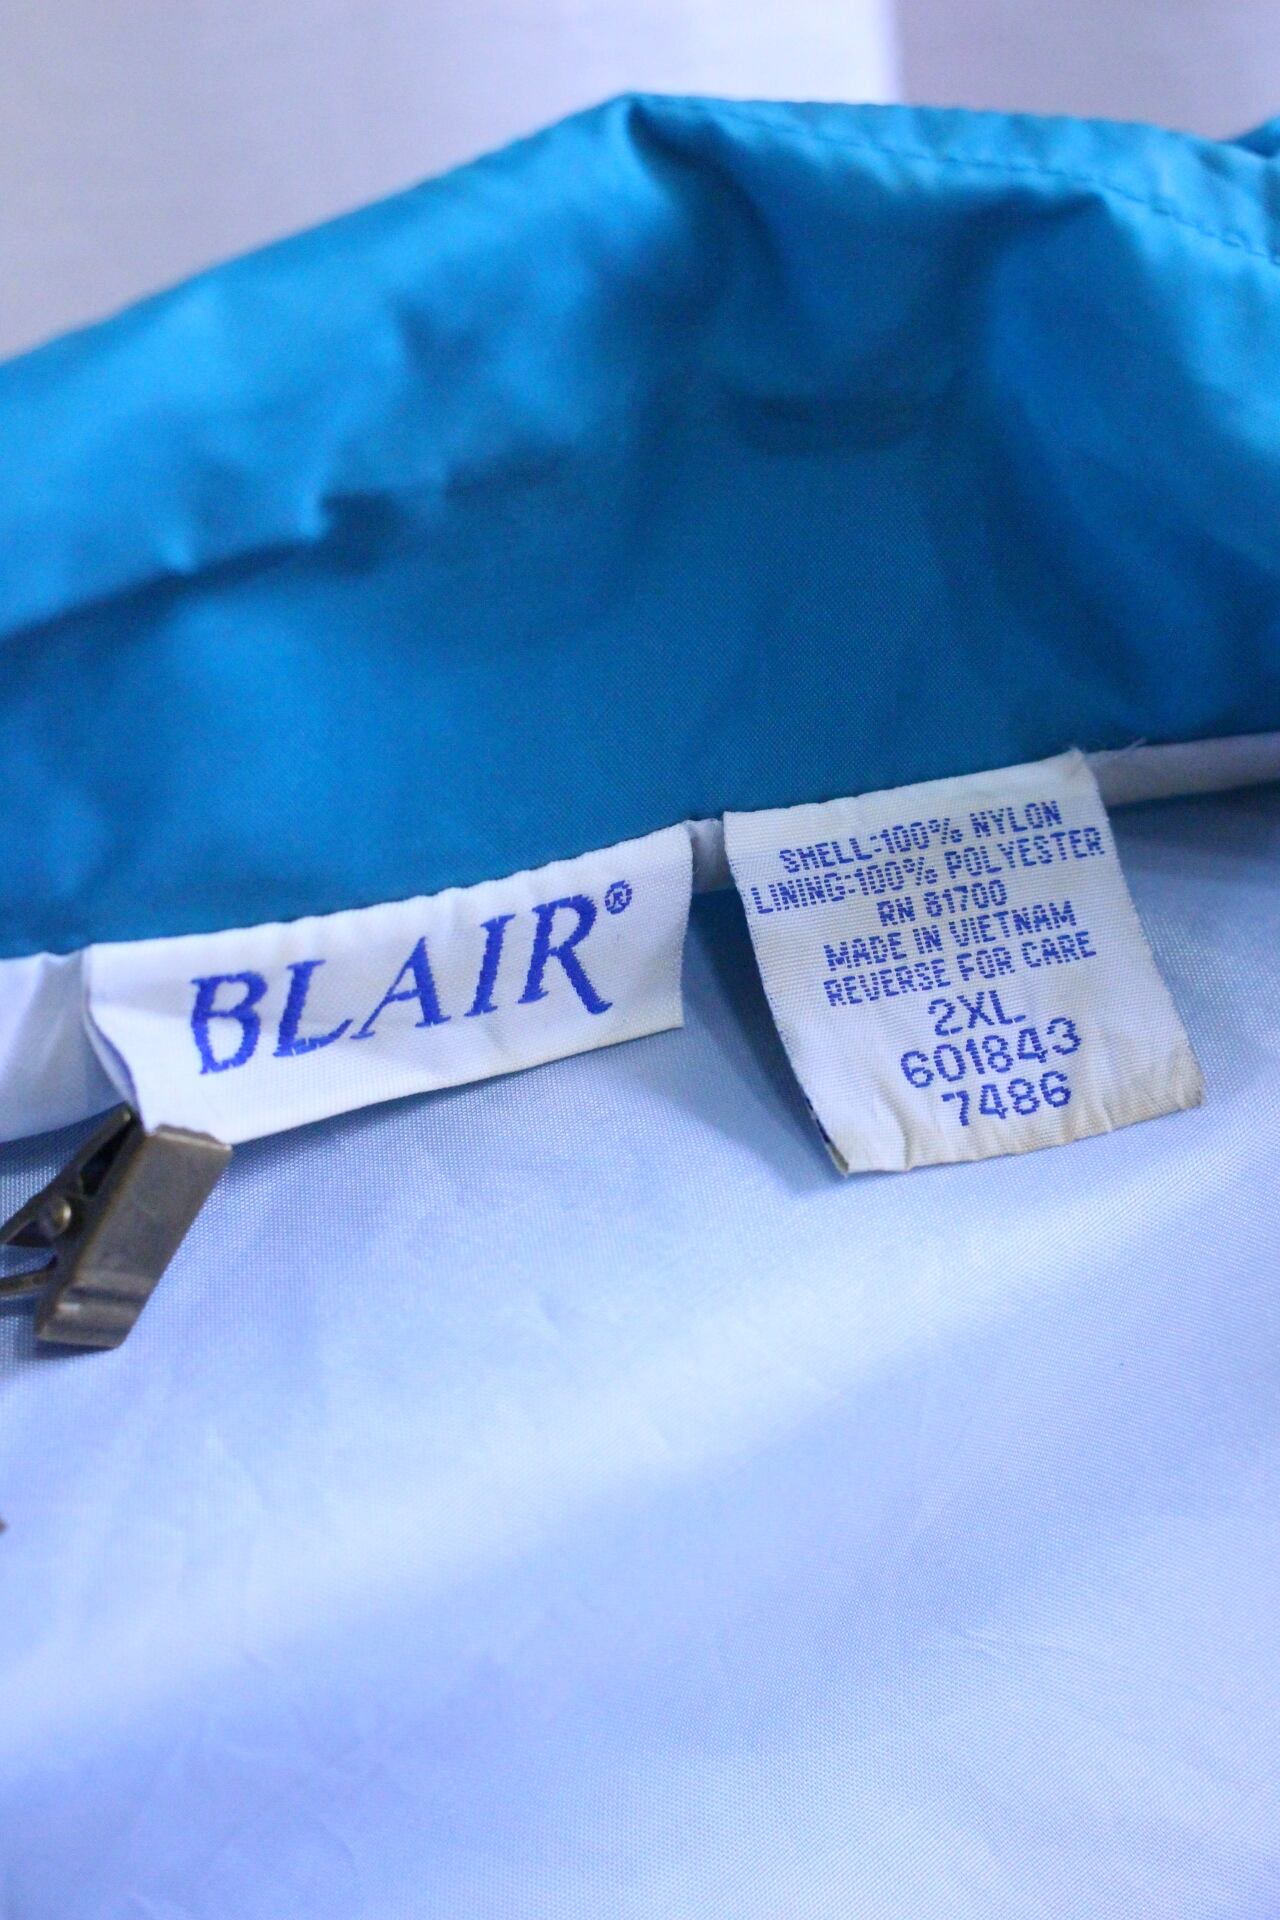 BLAIR®
SHELL-100% NYLON
LINING-100% POLYESTER
RN 81700
MADE IN VIETNAM
REVERSE FOR CARE
2XL
601843
7486